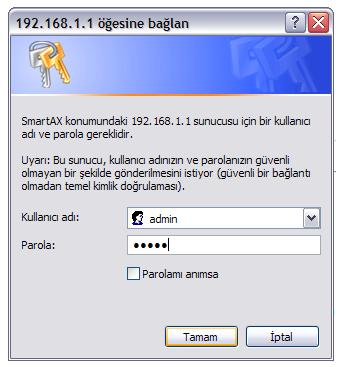 192.168.1.1 öğesine bağlan
SmartAX konumundaki 192.168.1.1 sunucusu için bir kullanıcı
adı ve parola gereklidir.
Uyarı: Bu sunucu, kullanıcı adınızın ve parolanızın güvenli
olmayan bir şekilde gönderilmesini istiyor (güvenli bir bağlantı
olmadan temel kimlik doğrulaması).
Kullanıcı adı:
admin
Parola:
●●●●●
Parolamı anımsa
Tamam
İptal